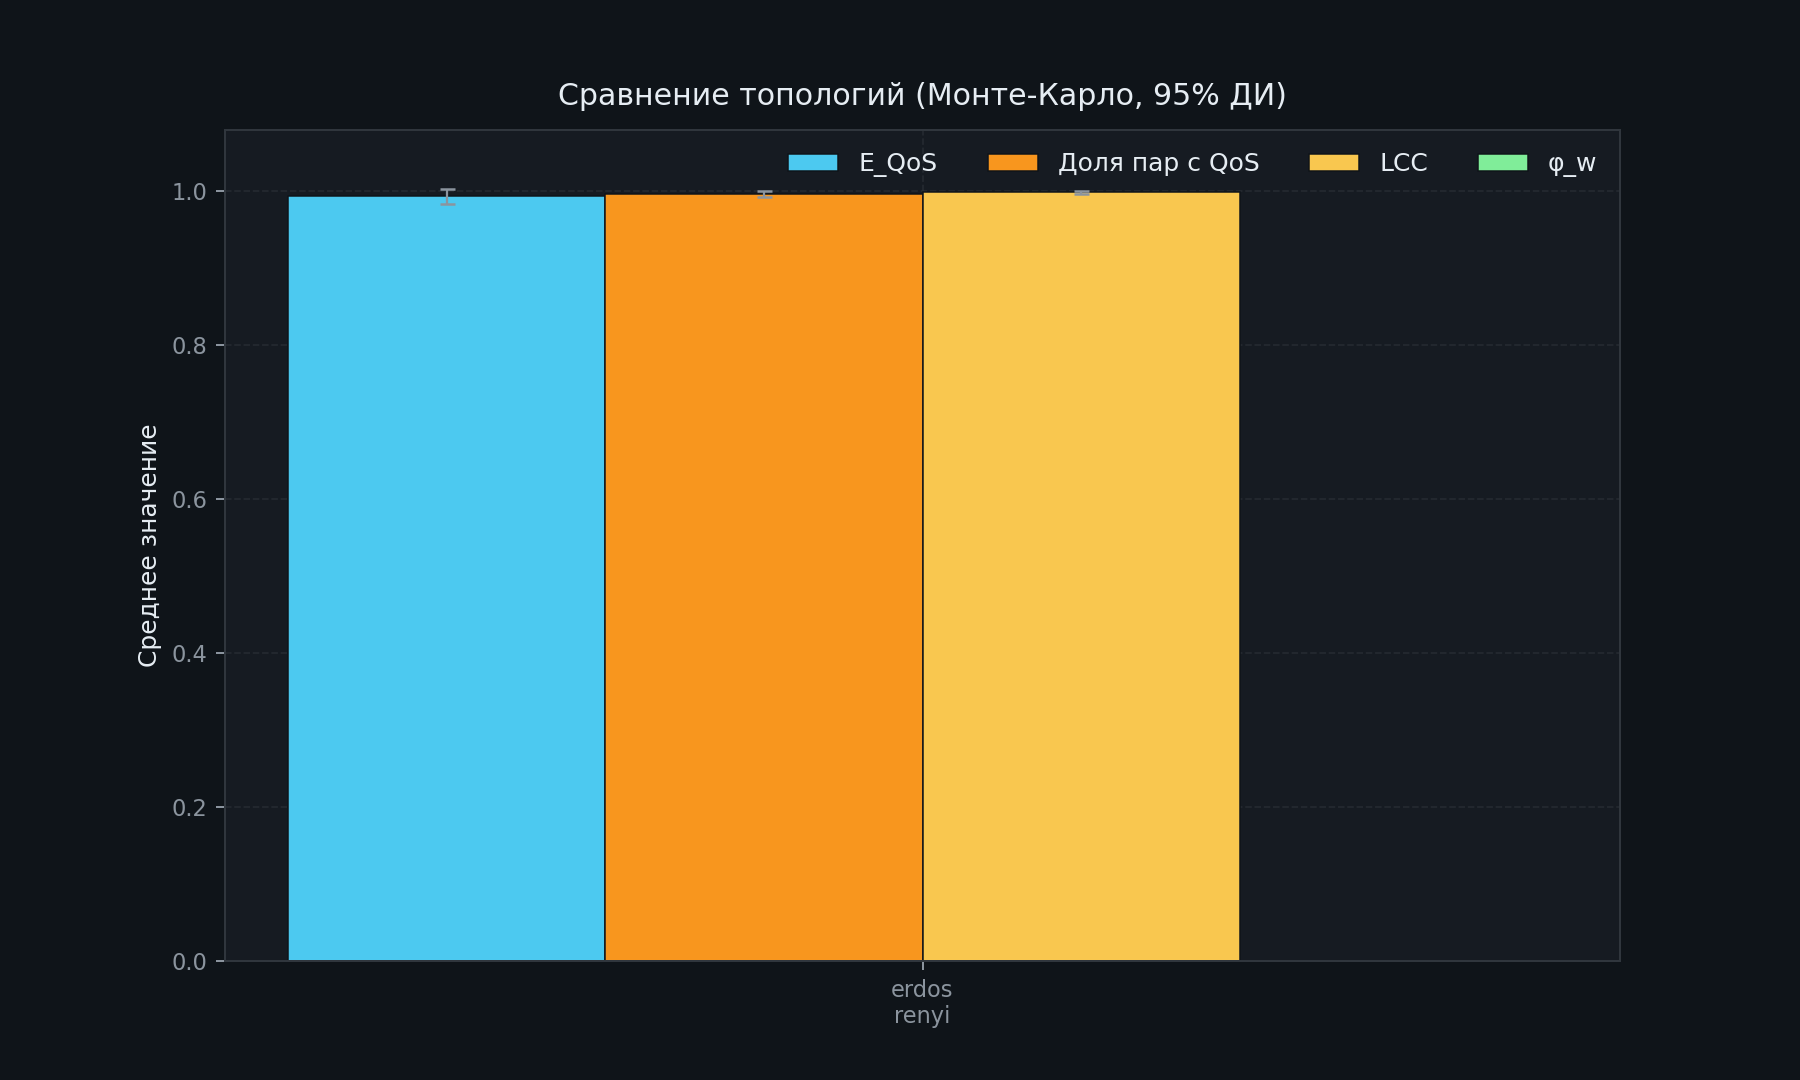 Сравнение топологий (Монте-Карло, 95% ДИ)
E_QoS
Доля пар с QoS
LCC
φ_w
Среднее значение
1.0
0.8
0.6
0.4
0.2
0.0
erdos
renyi